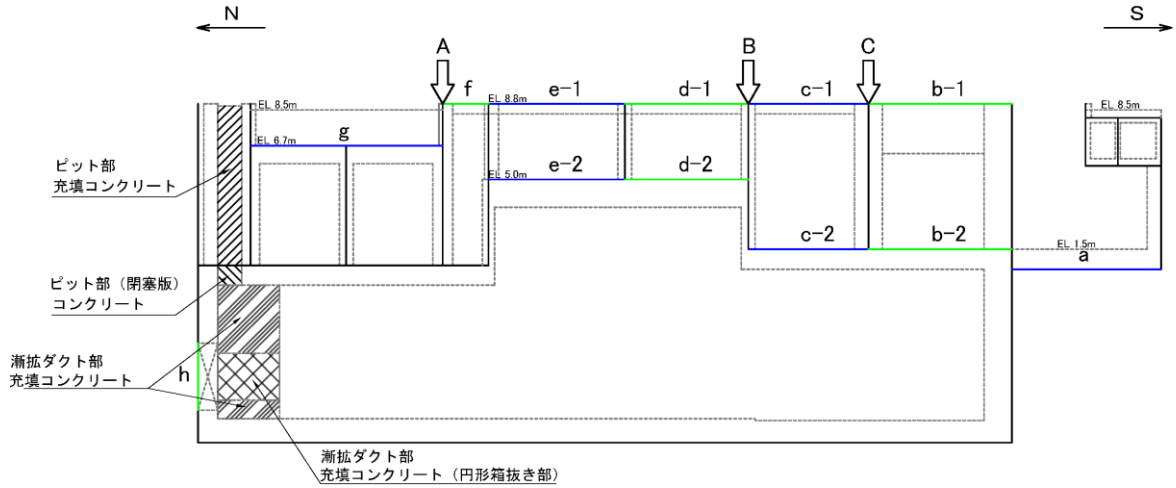 N
S
A
B
C
f
e-1
d-1
c-1
b-1
EL 8.5m
EL 8.8m
EL 8.5m
g
EL 6.7m
ピット部
充填コンクリート
e-2
d-2
EL 5.0m
c-2
b-2
EL 1.5m
a
ピット部（閉塞版）
コンクリート
漸拡ダクト部
充填コンクリート
h
漸拡ダクト部
充填コンクリート（円形箱抜き部）